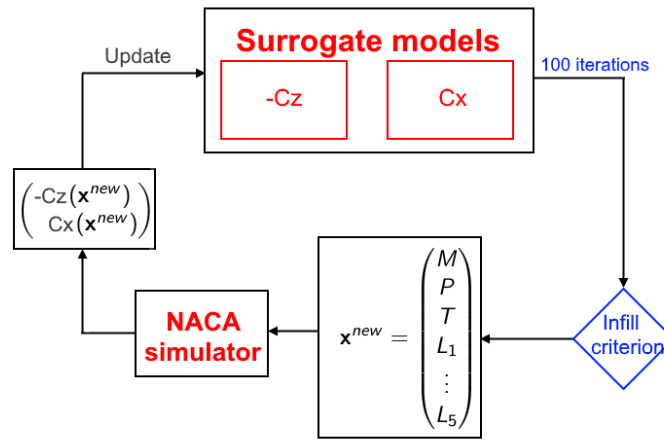 Surrogate models
-Cz
Cx
Update
100 iterations
(-Cz(x^new)
Cx(x^new))
NACA
simulator
x^new =
M
P
T
L₁
⋮
L₅
Infill
criterion